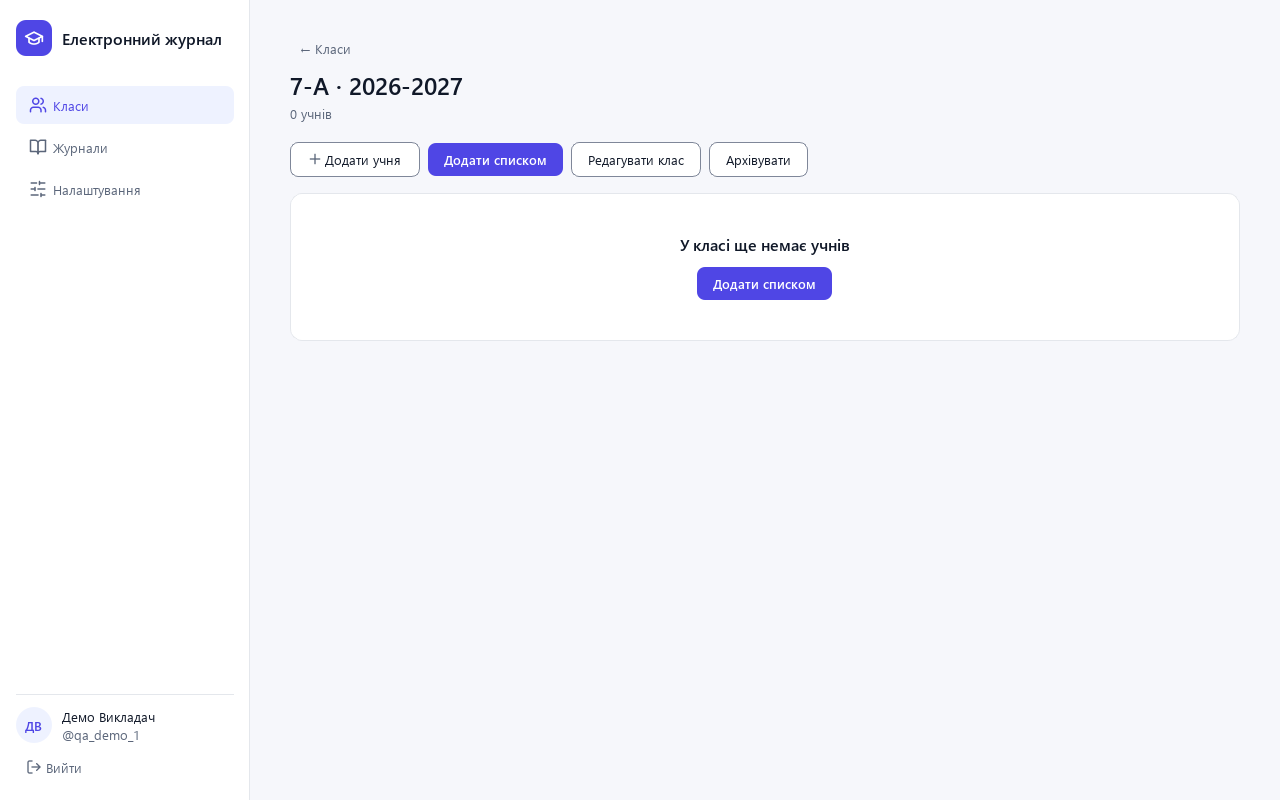 Електронний журнал
Класи
Журнали
Налаштування
Демо Викладач
ДВ
@qa_demo_1
Вийти
← Класи
7-А · 2026-2027
0 учнів
Додати учня
Додати списком
Редагувати клас
Архівувати
У класі ще немає учнів
Додати списком